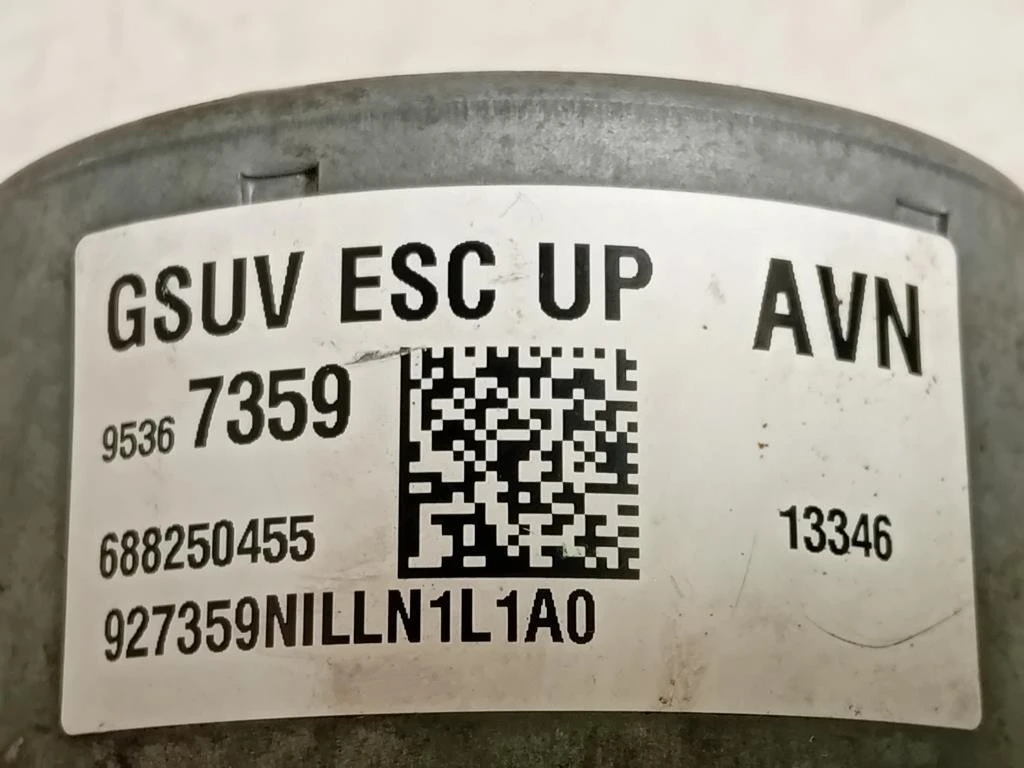 GSUV ESC UP AVN
9536 7359
688250455 13346
927359NILLN1L1A0